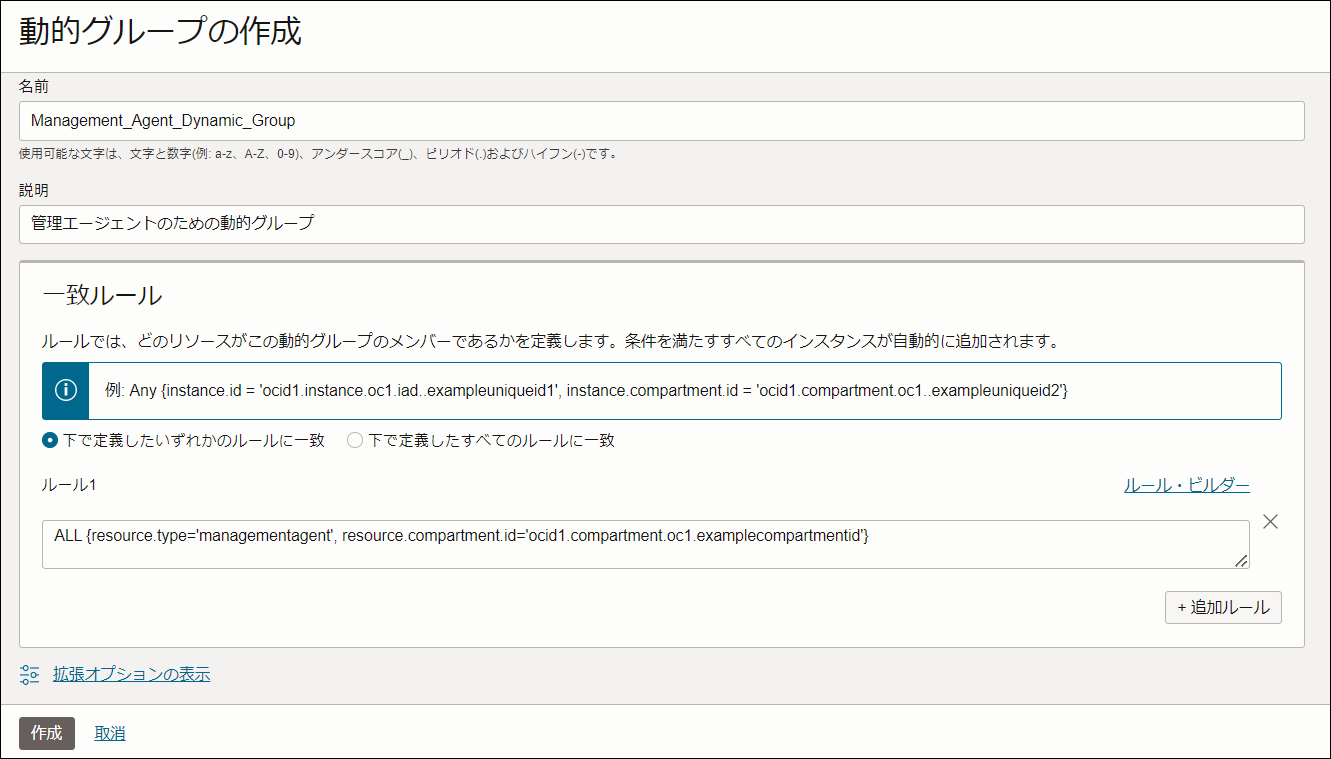 動的グループの作成
名前
Management_Agent_Dynamic_Group
使用可能な文字は、文字と数字(例: a-z、A-Z、0-9)、アンダースコア(_)、ピリオド(.)およびハイフン(-)です。
説明
管理エージェントのための動的グループ
一致ルール
ルールでは、どのリソースがこの動的グループのメンバーであるかを定義します。条件を満たすすべてのインスタンスが自動的に追加されます。
例: Any {instance.id = 'ocid1.instance.oc1.iad..exampleuniqueid1', instance.compartment.id = 'ocid1.compartment.oc1..exampleuniqueid2'}
下で定義したいずれかのルールに一致 下で定義したすべてのルールに一致
ルール1 ルール・ビルダー
ALL {resource.type='managementagent', resource.compartment.id='ocid1.compartment.oc1.examplecompartmentid'}
+ 追加ルール
拡張オプションの表示
作成 取消